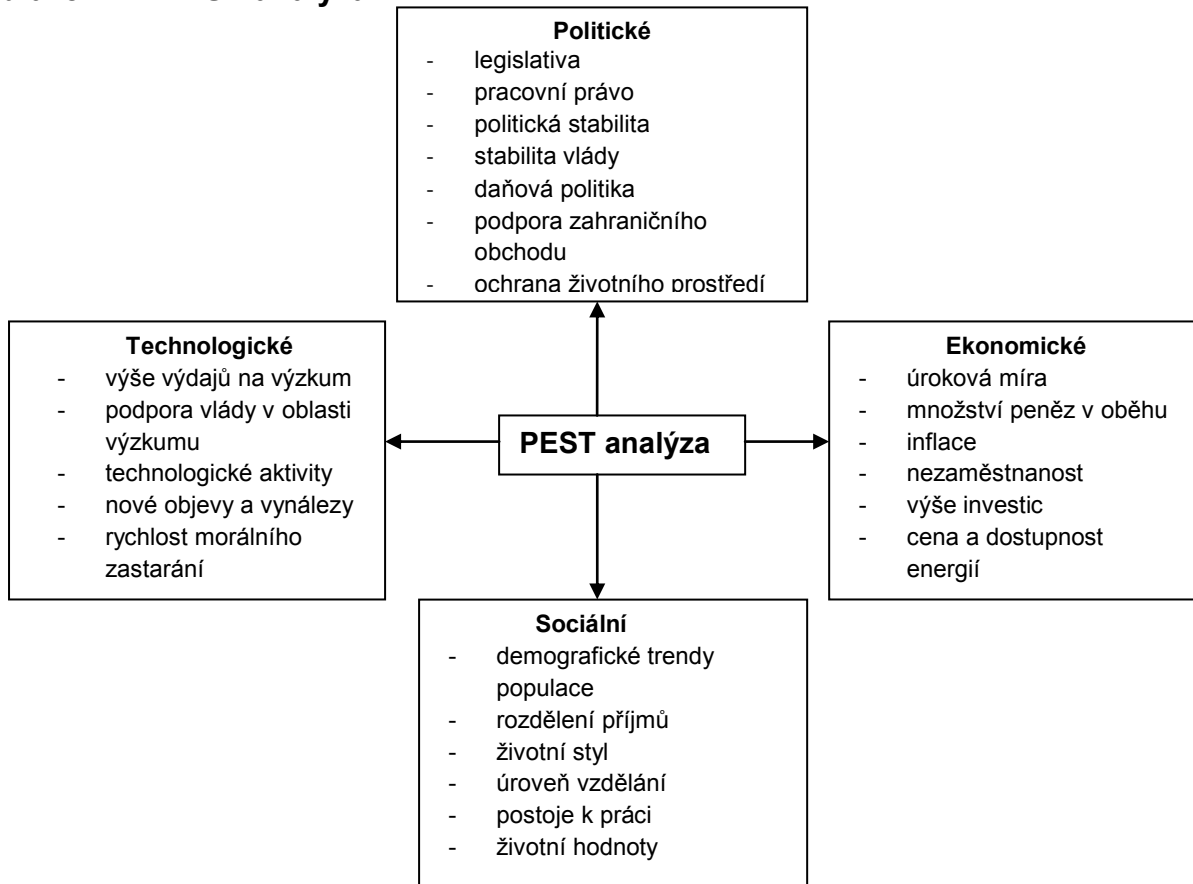 Politické
- legislativa
- pracovní právo
- politická stabilita
- stabilita vlády
- daňová politika
- podpora zahraničního
obchodu
- ochrana životního prostředí
Technologické
- výše výdajů na výzkum
- podpora vlády v oblasti
výzkumu
- technologické aktivity
- nové objevy a vynálezy
- rychlost morálního
zastarání
PEST analýza
Ekonomické
- úroková míra
- množství peněz v oběhu
- inflace
- nezaměstnanost
- výše investic
- cena a dostupnost
energií
Sociální
- demografické trendy
populace
- rozdělení příjmů
- životní styl
- úroveň vzdělání
- postoje k práci
- životní hodnoty